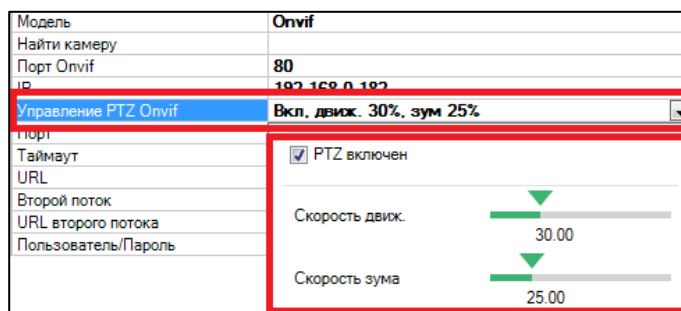 Модель Onvif
Найти камеру
Порт Onvif 80
IP 192.168.0.182
Управление PTZ Onvif Вкл, движ. 30%, зум 25%
Порт
Таймаут
PTZ включен
URL
Второй поток
URL второго потока
Пользователь/Пароль
Скорость движ.
30.00
Скорость зума
25.00